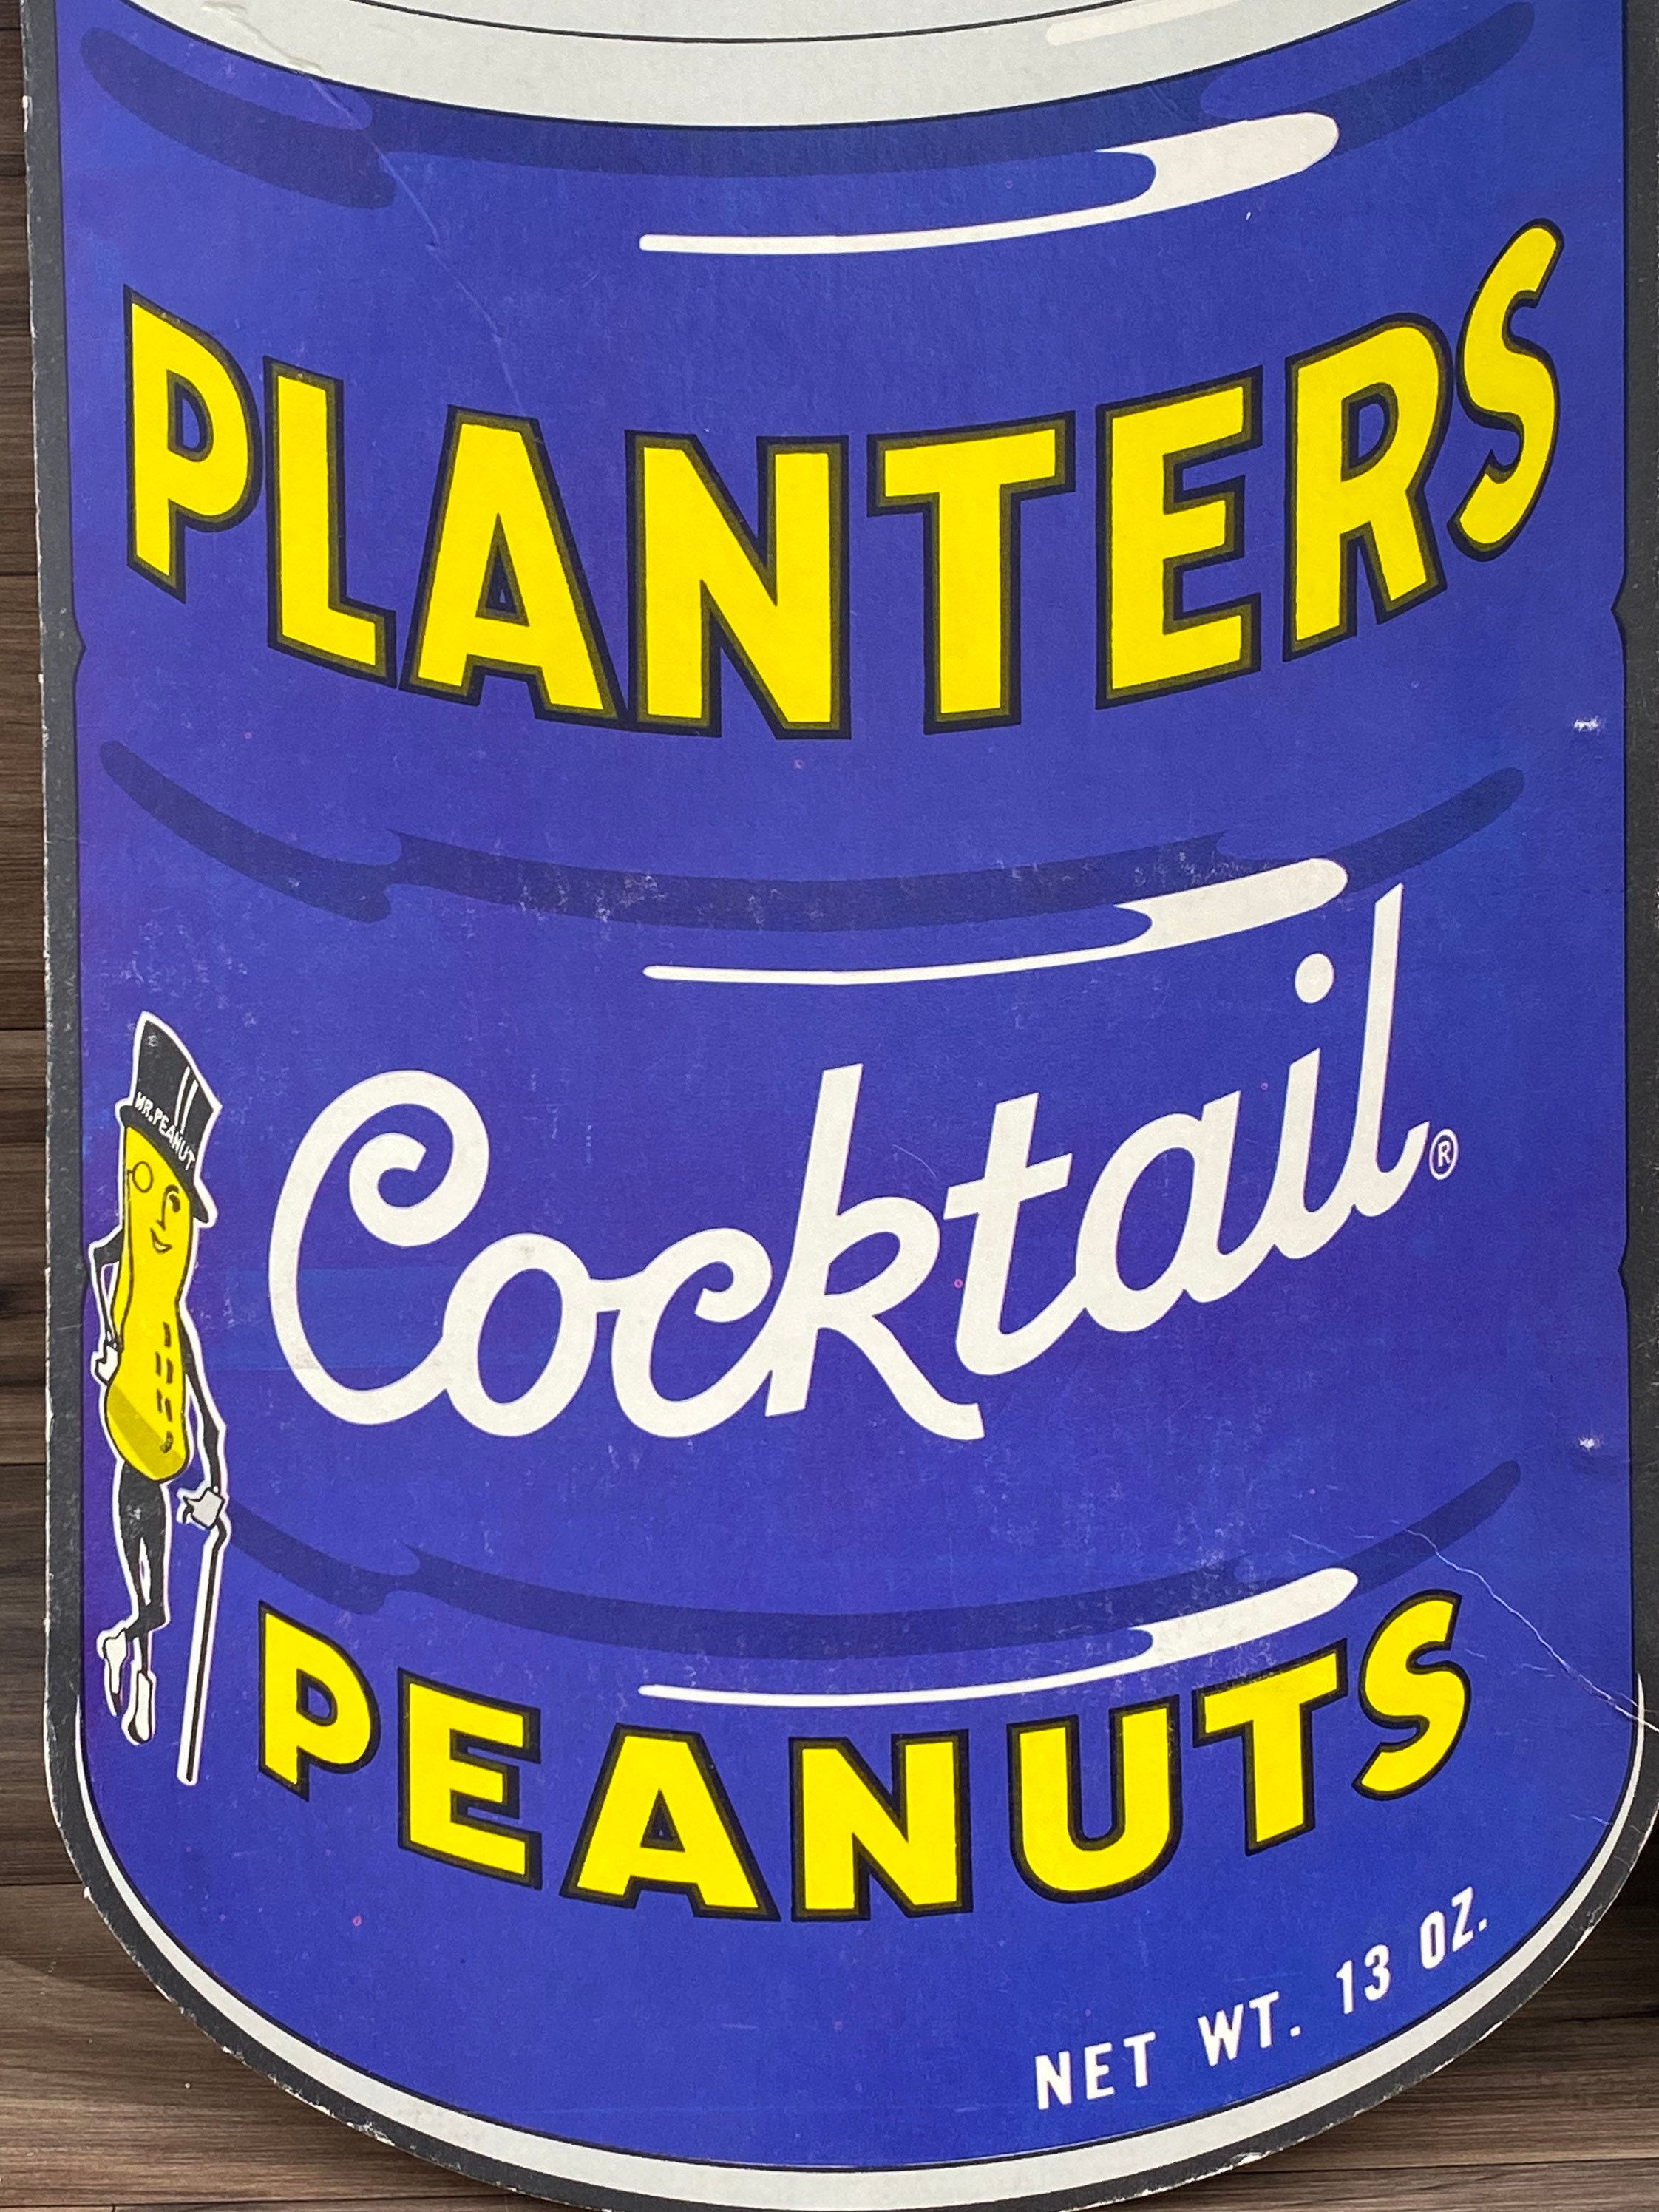 PLANTERS
Cocktail®
MR. PEANUT
PEANUTS
NET WT. 13 OZ.